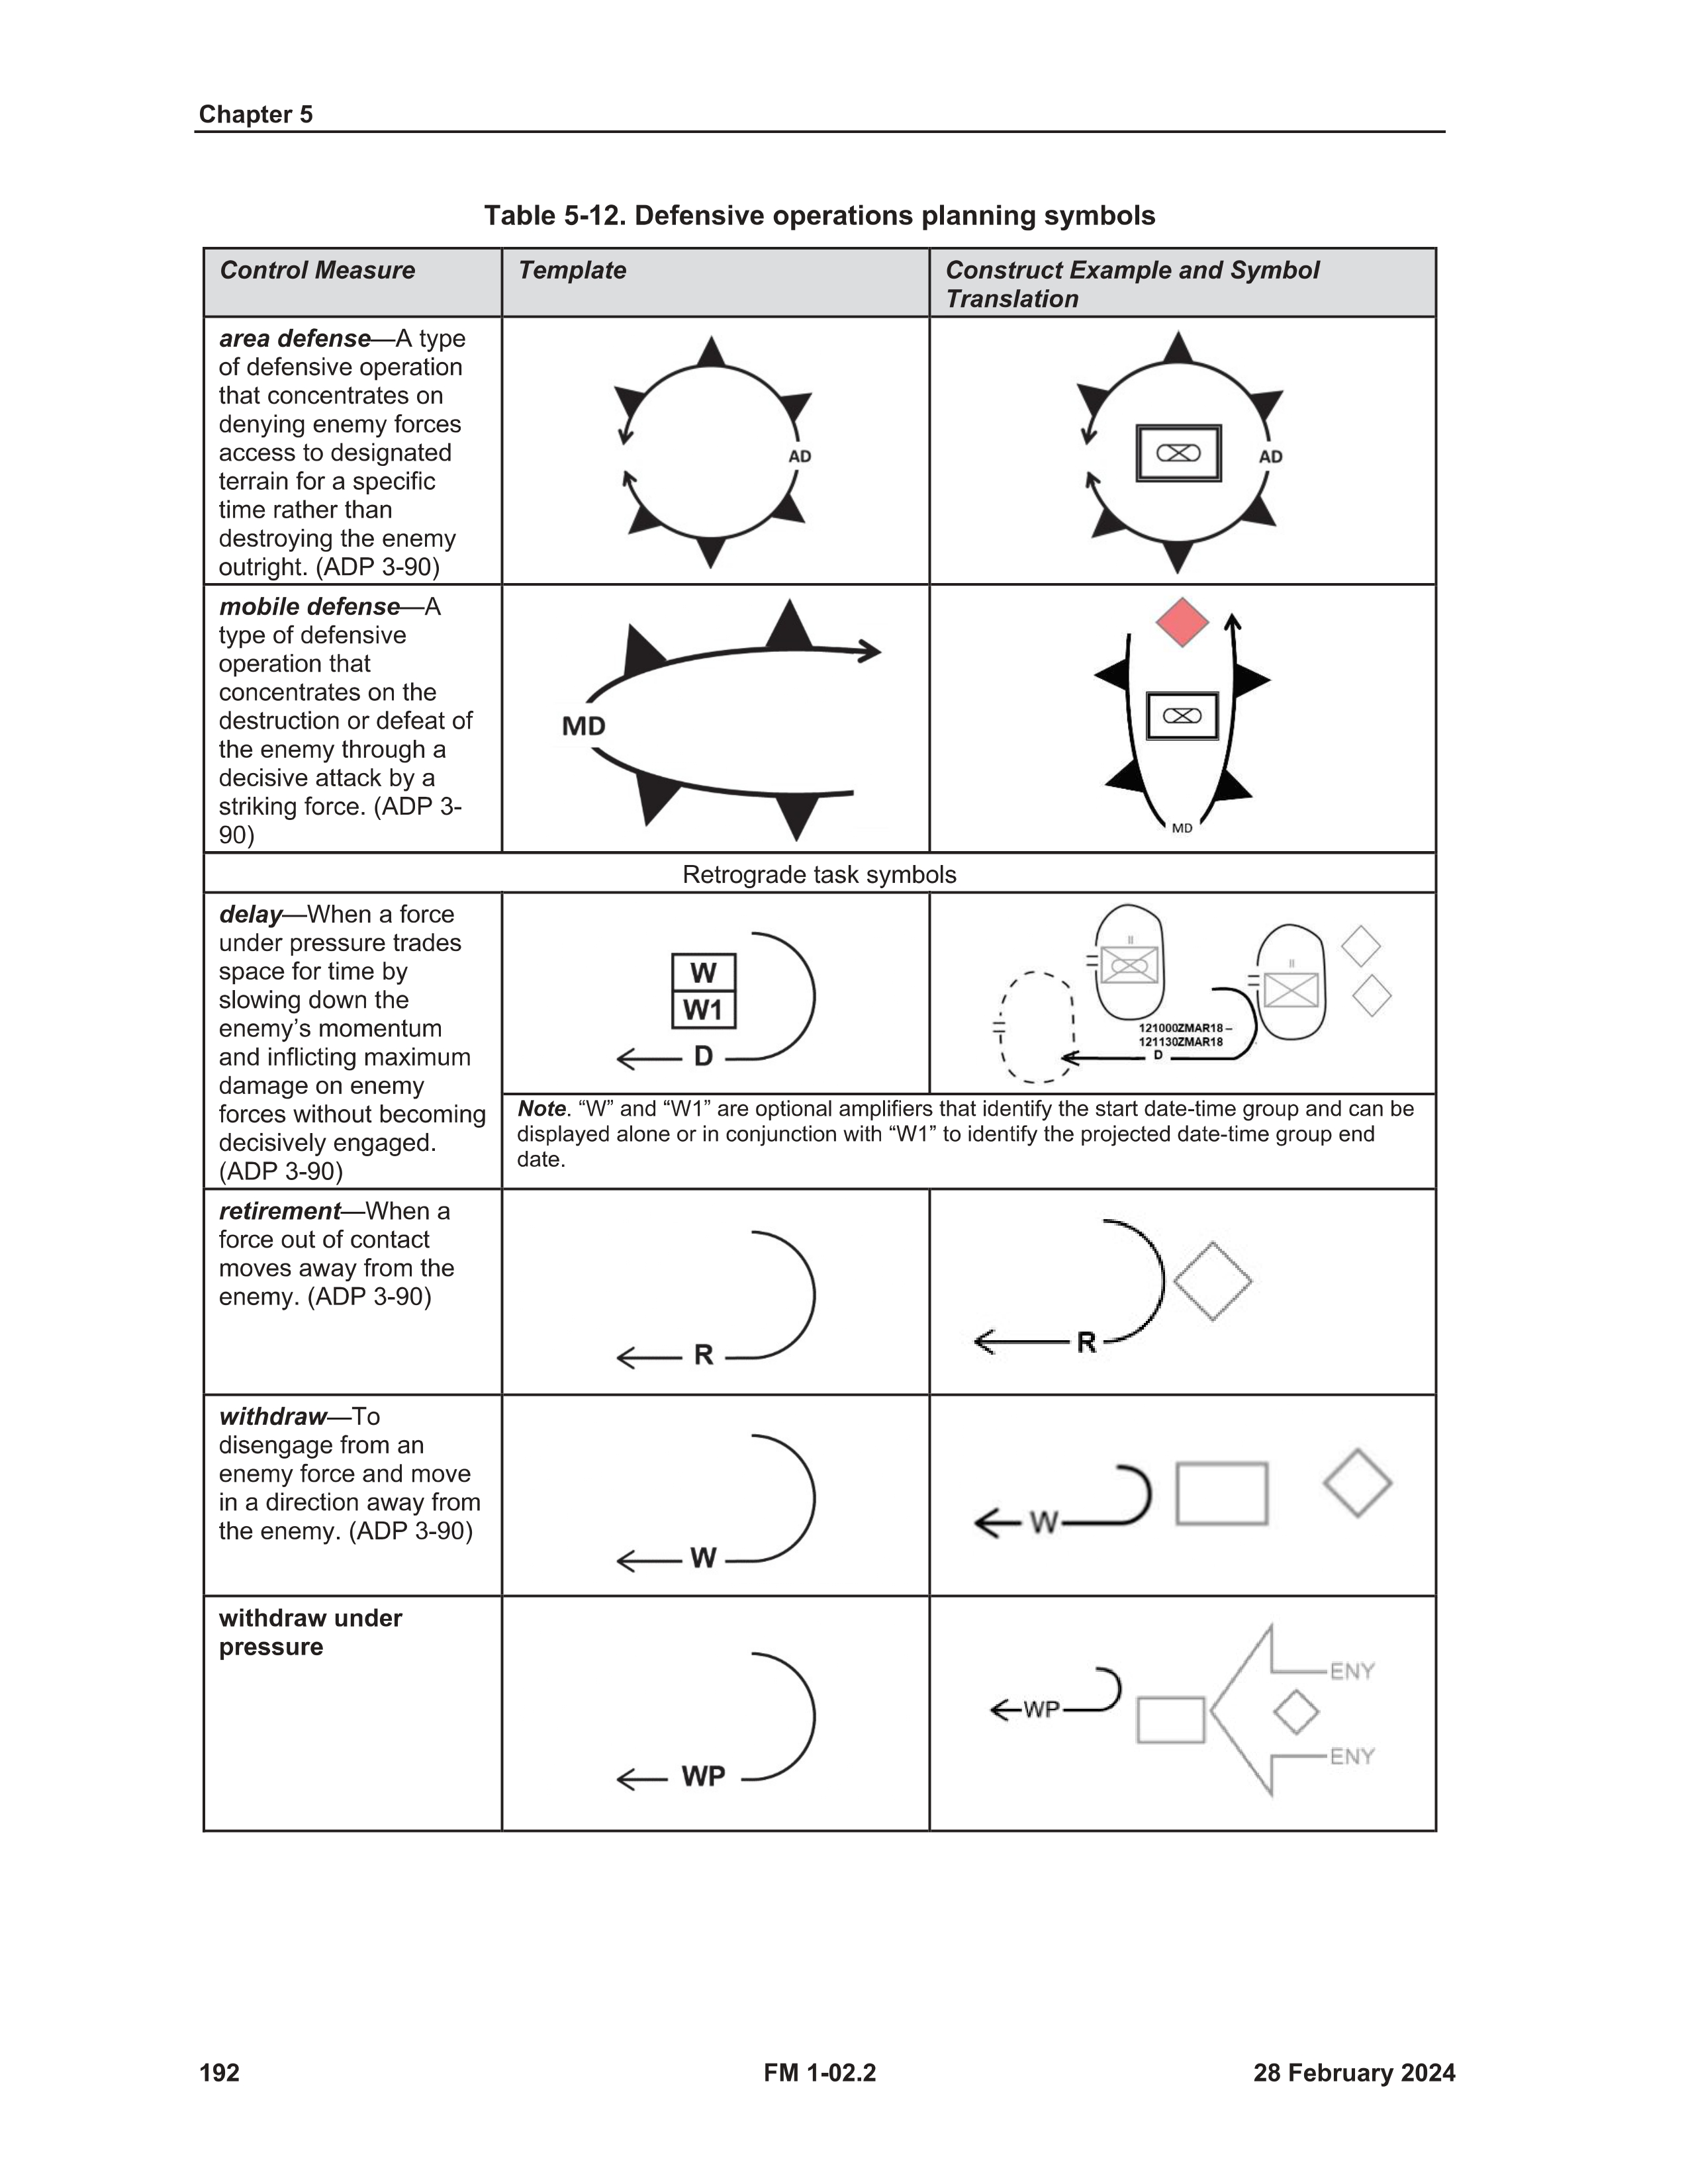 Chapter 5
Table 5-12. Defensive operations planning symbols
Control Measure
Template
Construct Example and Symbol
Translation
area defense—A type
of defensive operation
that concentrates on
denying enemy forces
access to designated
terrain for a specific
time rather than
destroying the enemy
outright. (ADP 3-90)
AD
AD
mobile defense—A
type of defensive
operation that
concentrates on the
destruction or defeat of
the enemy through a
decisive attack by a
striking force. (ADP 3-
90)
MD
MD
Retrograde task symbols
delay—When a force
under pressure trades
space for time by
slowing down the
enemy’s momentum
and inflicting maximum
damage on enemy
forces without becoming
decisively engaged.
(ADP 3-90)
W
W1
D
II
II
121000ZMAR18 –
121130ZMAR18
D
Note. “W” and “W1” are optional amplifiers that identify the start date-time group and can be
displayed alone or in conjunction with “W1” to identify the projected date-time group end
date.
retirement—When a
force out of contact
moves away from the
enemy. (ADP 3-90)
R
R
withdraw—To
disengage from an
enemy force and move
in a direction away from
the enemy. (ADP 3-90)
W
W
withdraw under
pressure
WP
WP
ENY
ENY
192
FM 1-02.2
28 February 2024